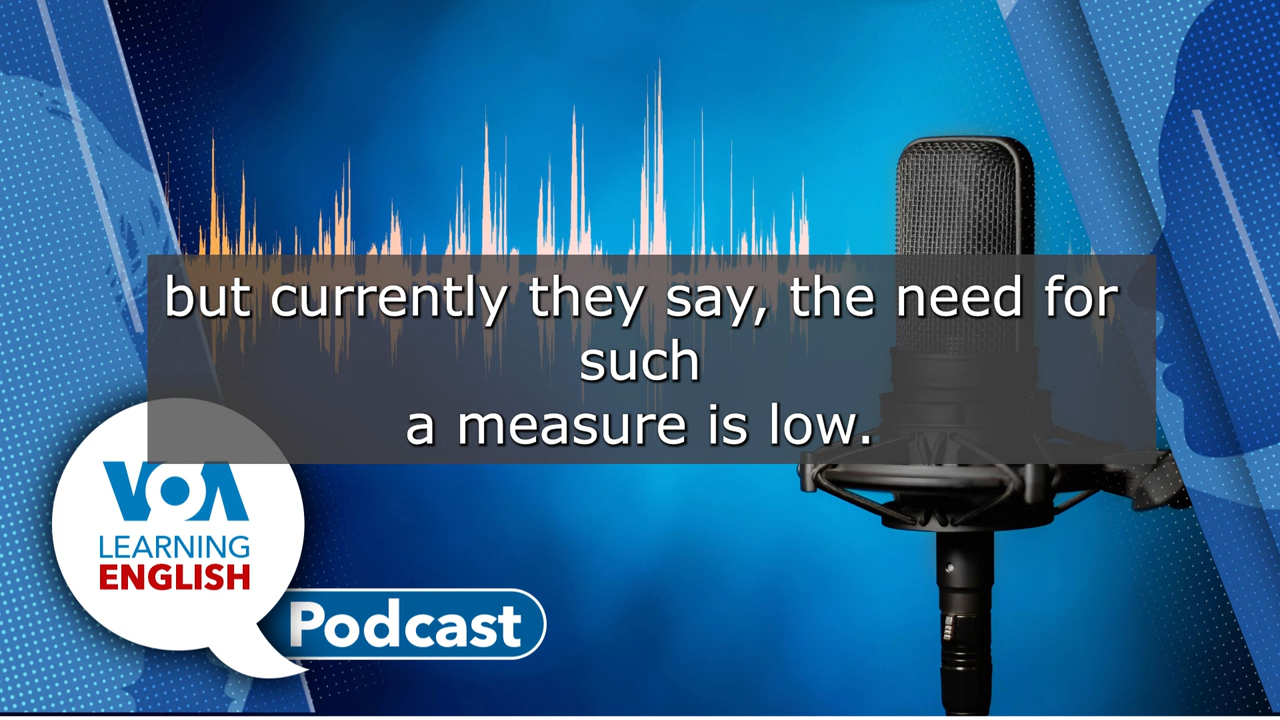 but currently they say, the need for
such
a measure is low.
VOA
LEARNING
ENGLISH
Podcast